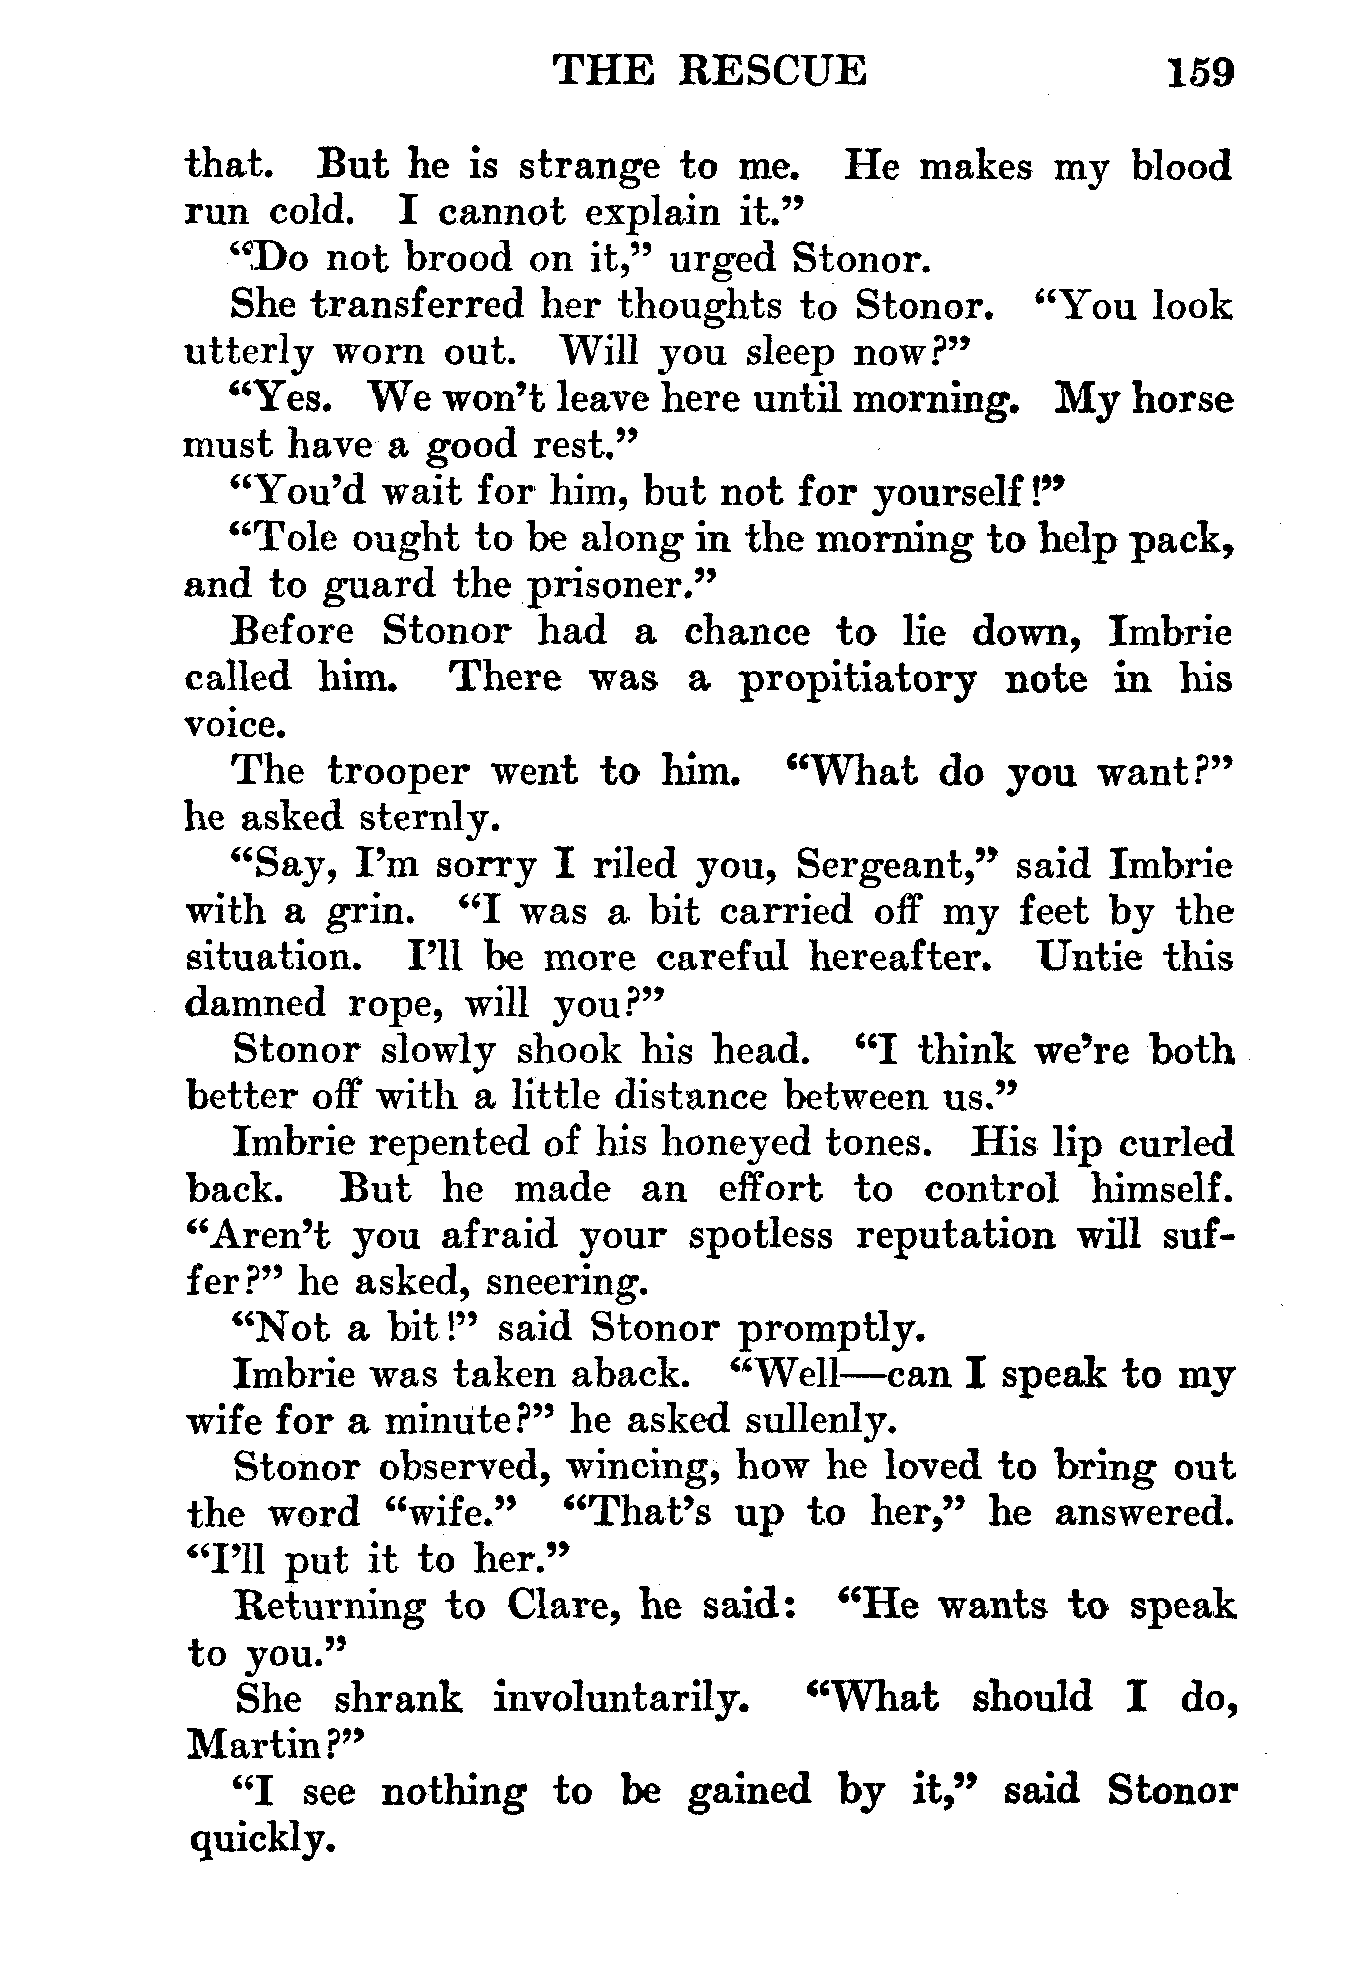 THE RESCUE 159
that. But he is strange to me. He makes my blood
run cold. I cannot explain it.”
“Do not brood on it,” urged Stonor.
She transferred her thoughts to Stonor. “You look
utterly worn out. Will you sleep now?”
“Yes. We won’t leave here until morning. My horse
must have a good rest.”
“You’d wait for him, but not for yourself!”
“Tole ought to be along in the morning to help pack,
and to guard the prisoner.”
Before Stonor had a chance to lie down, Imbrie
called him. There was a propitiatory note in his
voice.
The trooper went to him. “What do you want?”
he asked sternly.
“Say, I’m sorry I riled you, Sergeant,” said Imbrie
with a grin. “I was a bit carried off my feet by the
situation. I’ll be more careful hereafter. Untie this
damned rope, will you?”
Stonor slowly shook his head. “I think we’re both
better off with a little distance between us.”
Imbrie repented of his honeyed tones. His lip curled
back. But he made an effort to control himself.
“Aren’t you afraid your spotless reputation will suf-
fer?” he asked, sneering.
“Not a bit!” said Stonor promptly.
Imbrie was taken aback. “Well—can I speak to my
wife for a minute?” he asked sullenly.
Stonor observed, wincing, how he loved to bring out
the word “wife.” “That’s up to her,” he answered.
“I’ll put it to her.”
Returning to Clare, he said: “He wants to speak
to you.”
She shrank involuntarily. “What should I do,
Martin?”
“I see nothing to be gained by it,” said Stonor
quickly.